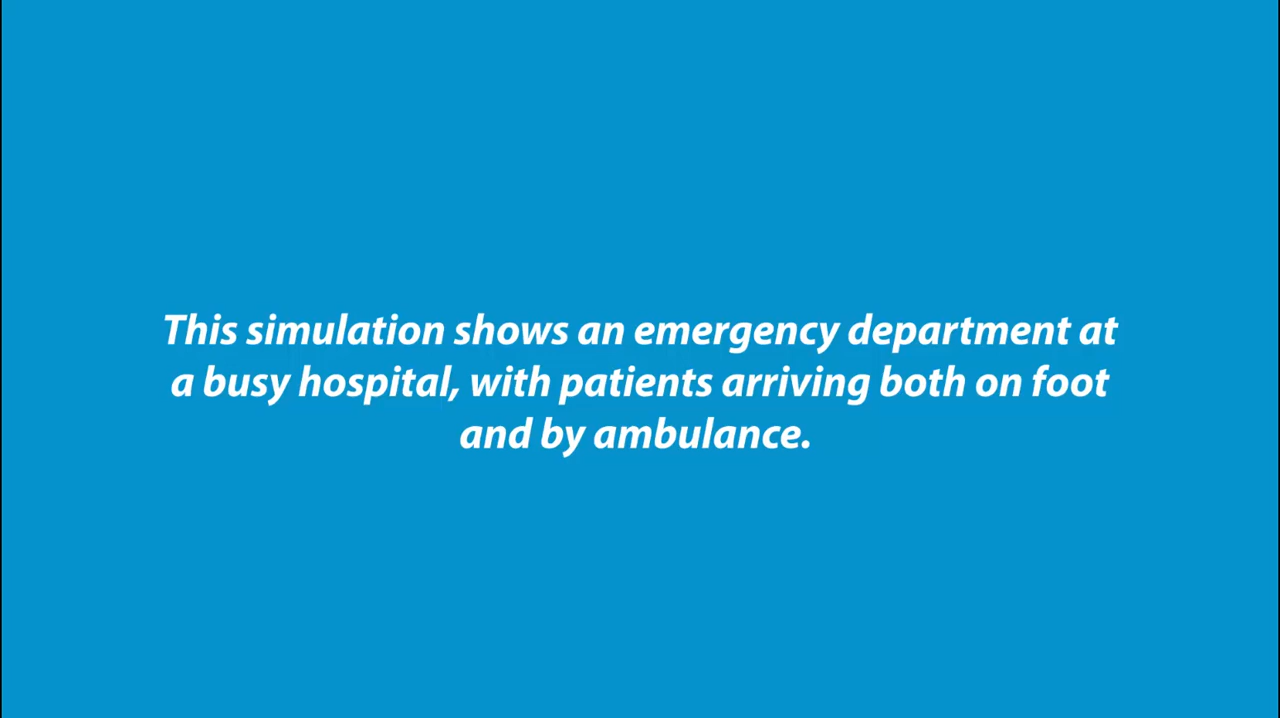 This simulation shows an emergency department at
a busy hospital, with patients arriving both on foot
and by ambulance.